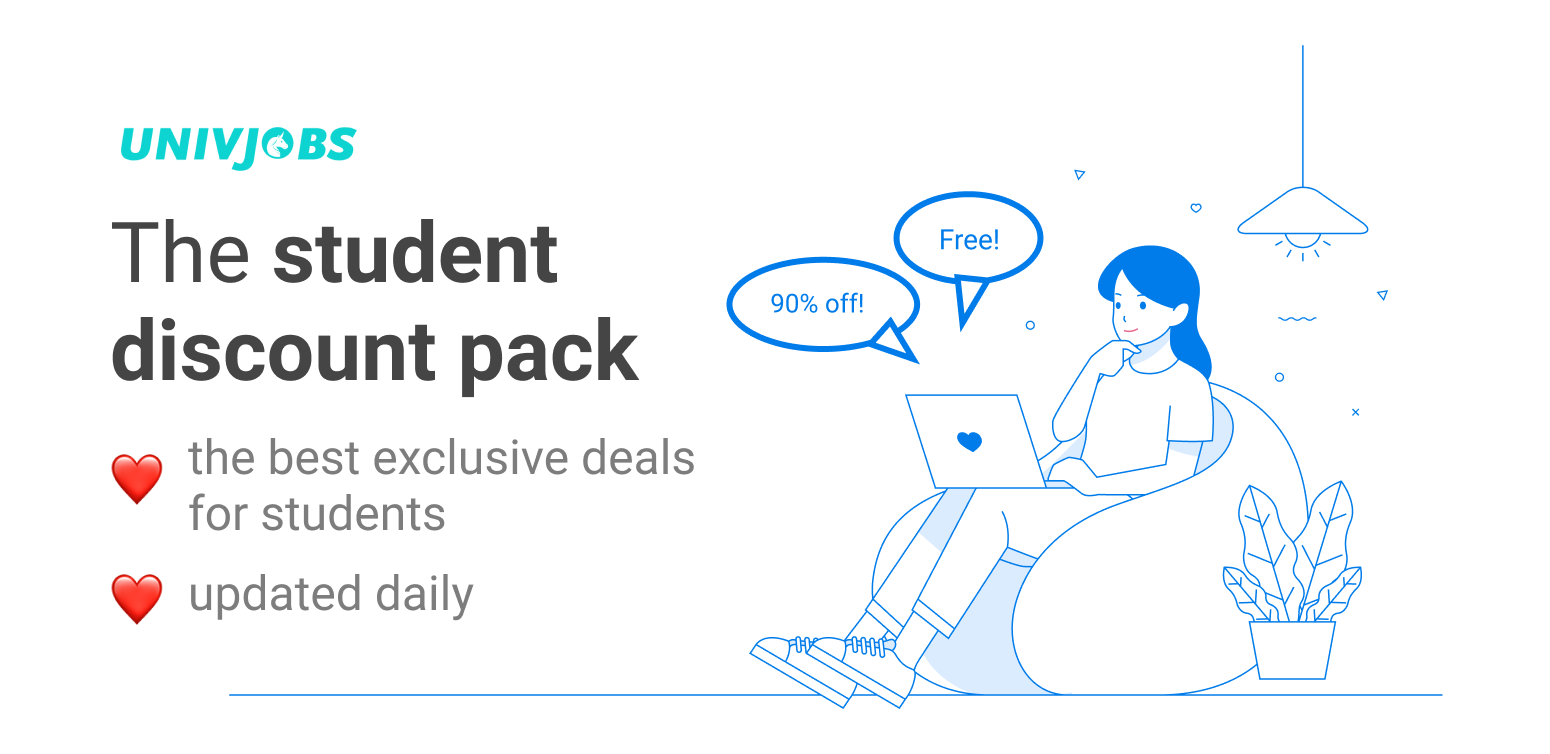 UNIVJOBS
The student
discount pack
the best exclusive deals
for students
updated daily
90% off!
Free!